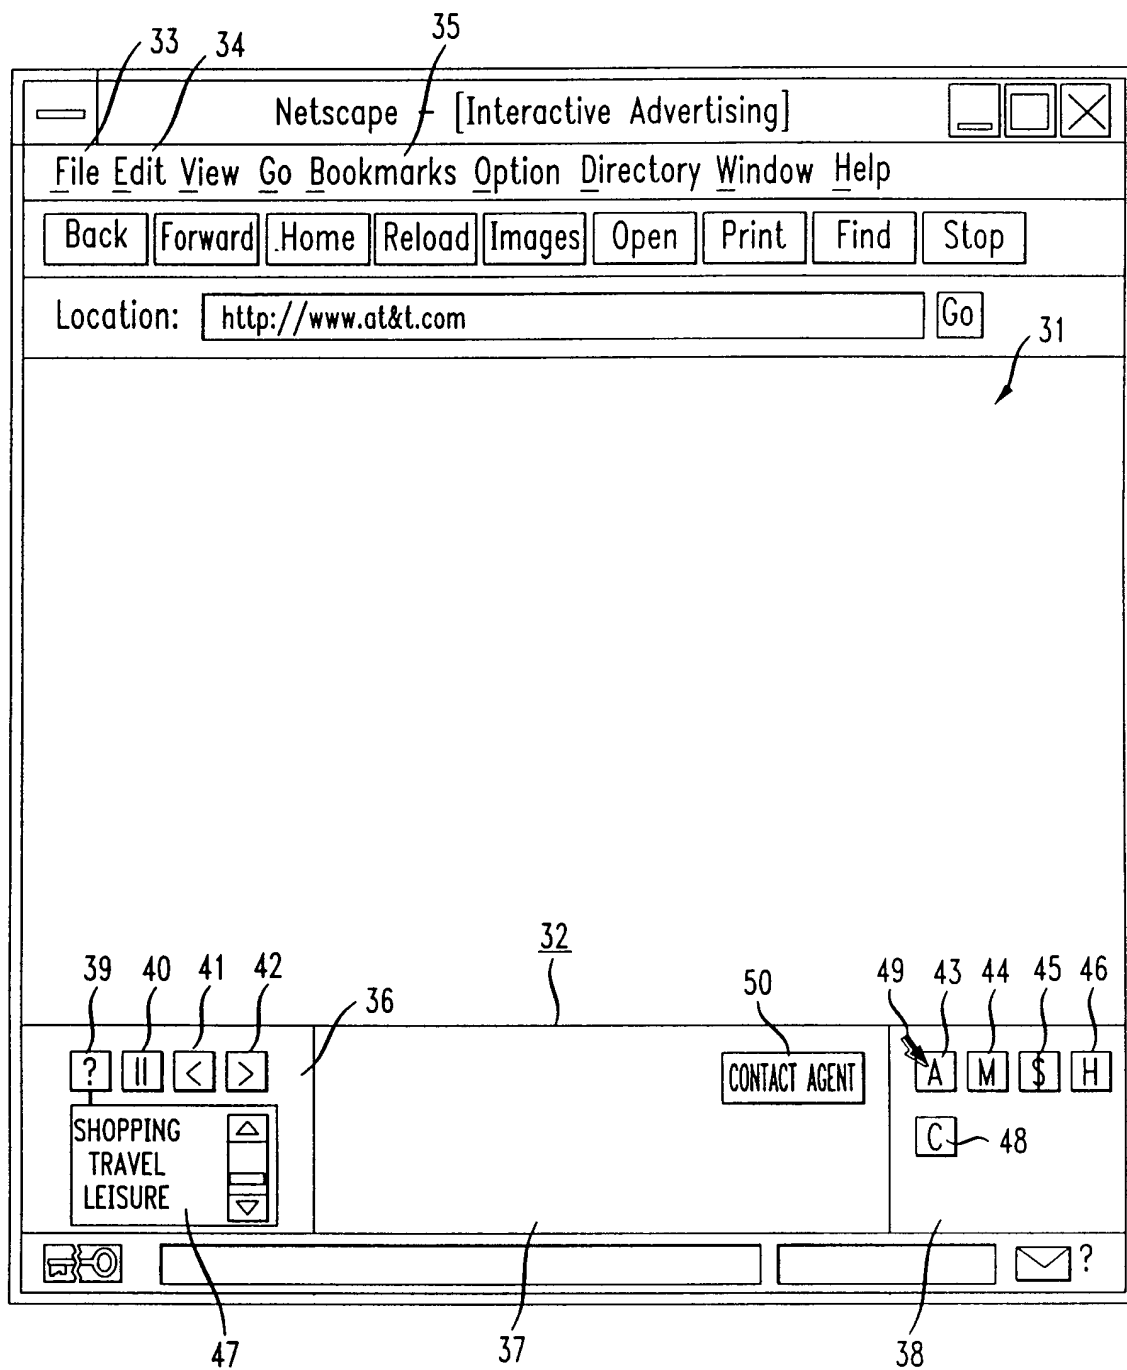 33 34 35
Netscape - [Interactive Advertising]
File Edit View Go Bookmarks Option Directory Window Help
Back Forward Home Reload Images Open Print Find Stop
Location: http://www.at&t.com Go
31
32
39 40 41 42 36 50 49 43 44 45 46
? || < > CONTACT AGENT A M $ H
SHOPPING
TRAVEL
LEISURE
C 48
?
47 37 38